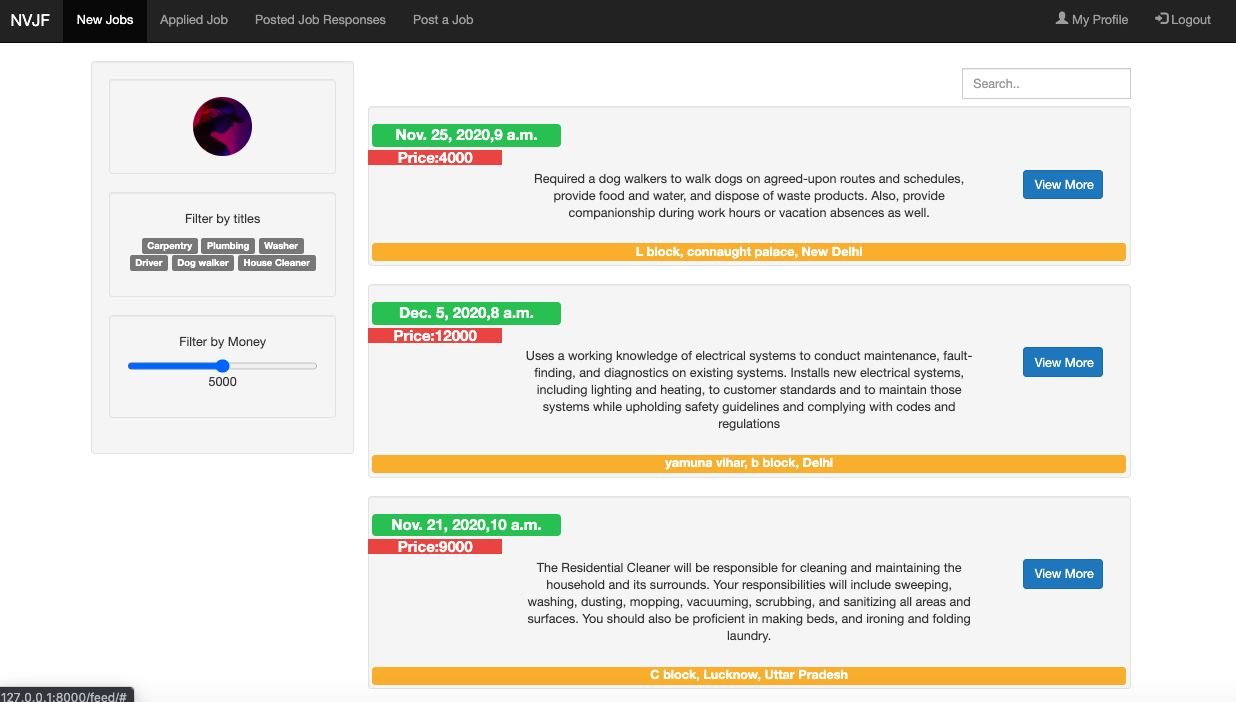 NVJF New Jobs Applied Job Posted Job Responses Post a Job My Profile Logout
Filter by titles
Carpentry Plumbing Washer
Driver Dog walker House Cleaner
Filter by Money
5000
Search..
Nov. 25, 2020,9 a.m.
Price:4000
Required a dog walkers to walk dogs on agreed-upon routes and schedules,
provide food and water, and dispose of waste products. Also, provide
companionship during work hours or vacation absences as well.
View More
L block, connaught palace, New Delhi
Dec. 5, 2020,8 a.m.
Price:12000
Uses a working knowledge of electrical systems to conduct maintenance, fault-
finding, and diagnostics on existing systems. Installs new electrical systems,
including lighting and heating, to customer standards and to maintain those
systems while upholding safety guidelines and complying with codes and
regulations
View More
yamuna vihar, b block, Delhi
Nov. 21, 2020,10 a.m.
Price:9000
The Residential Cleaner will be responsible for cleaning and maintaining the
household and its surrounds. Your responsibilities will include sweeping,
washing, dusting, mopping, vacuuming, scrubbing, and sanitizing all areas and
surfaces. You should also be proficient in making beds, and ironing and folding
laundry.
View More
C block, Lucknow, Uttar Pradesh
127.0.0.1:8000/feed/#